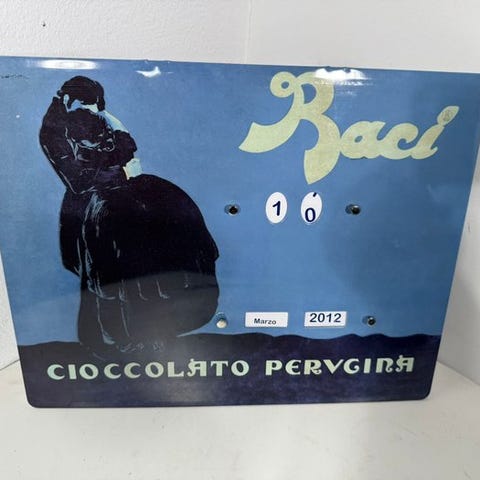 Baci
1 0
Marzo 2012
CIOCCOLATO PERVGINA